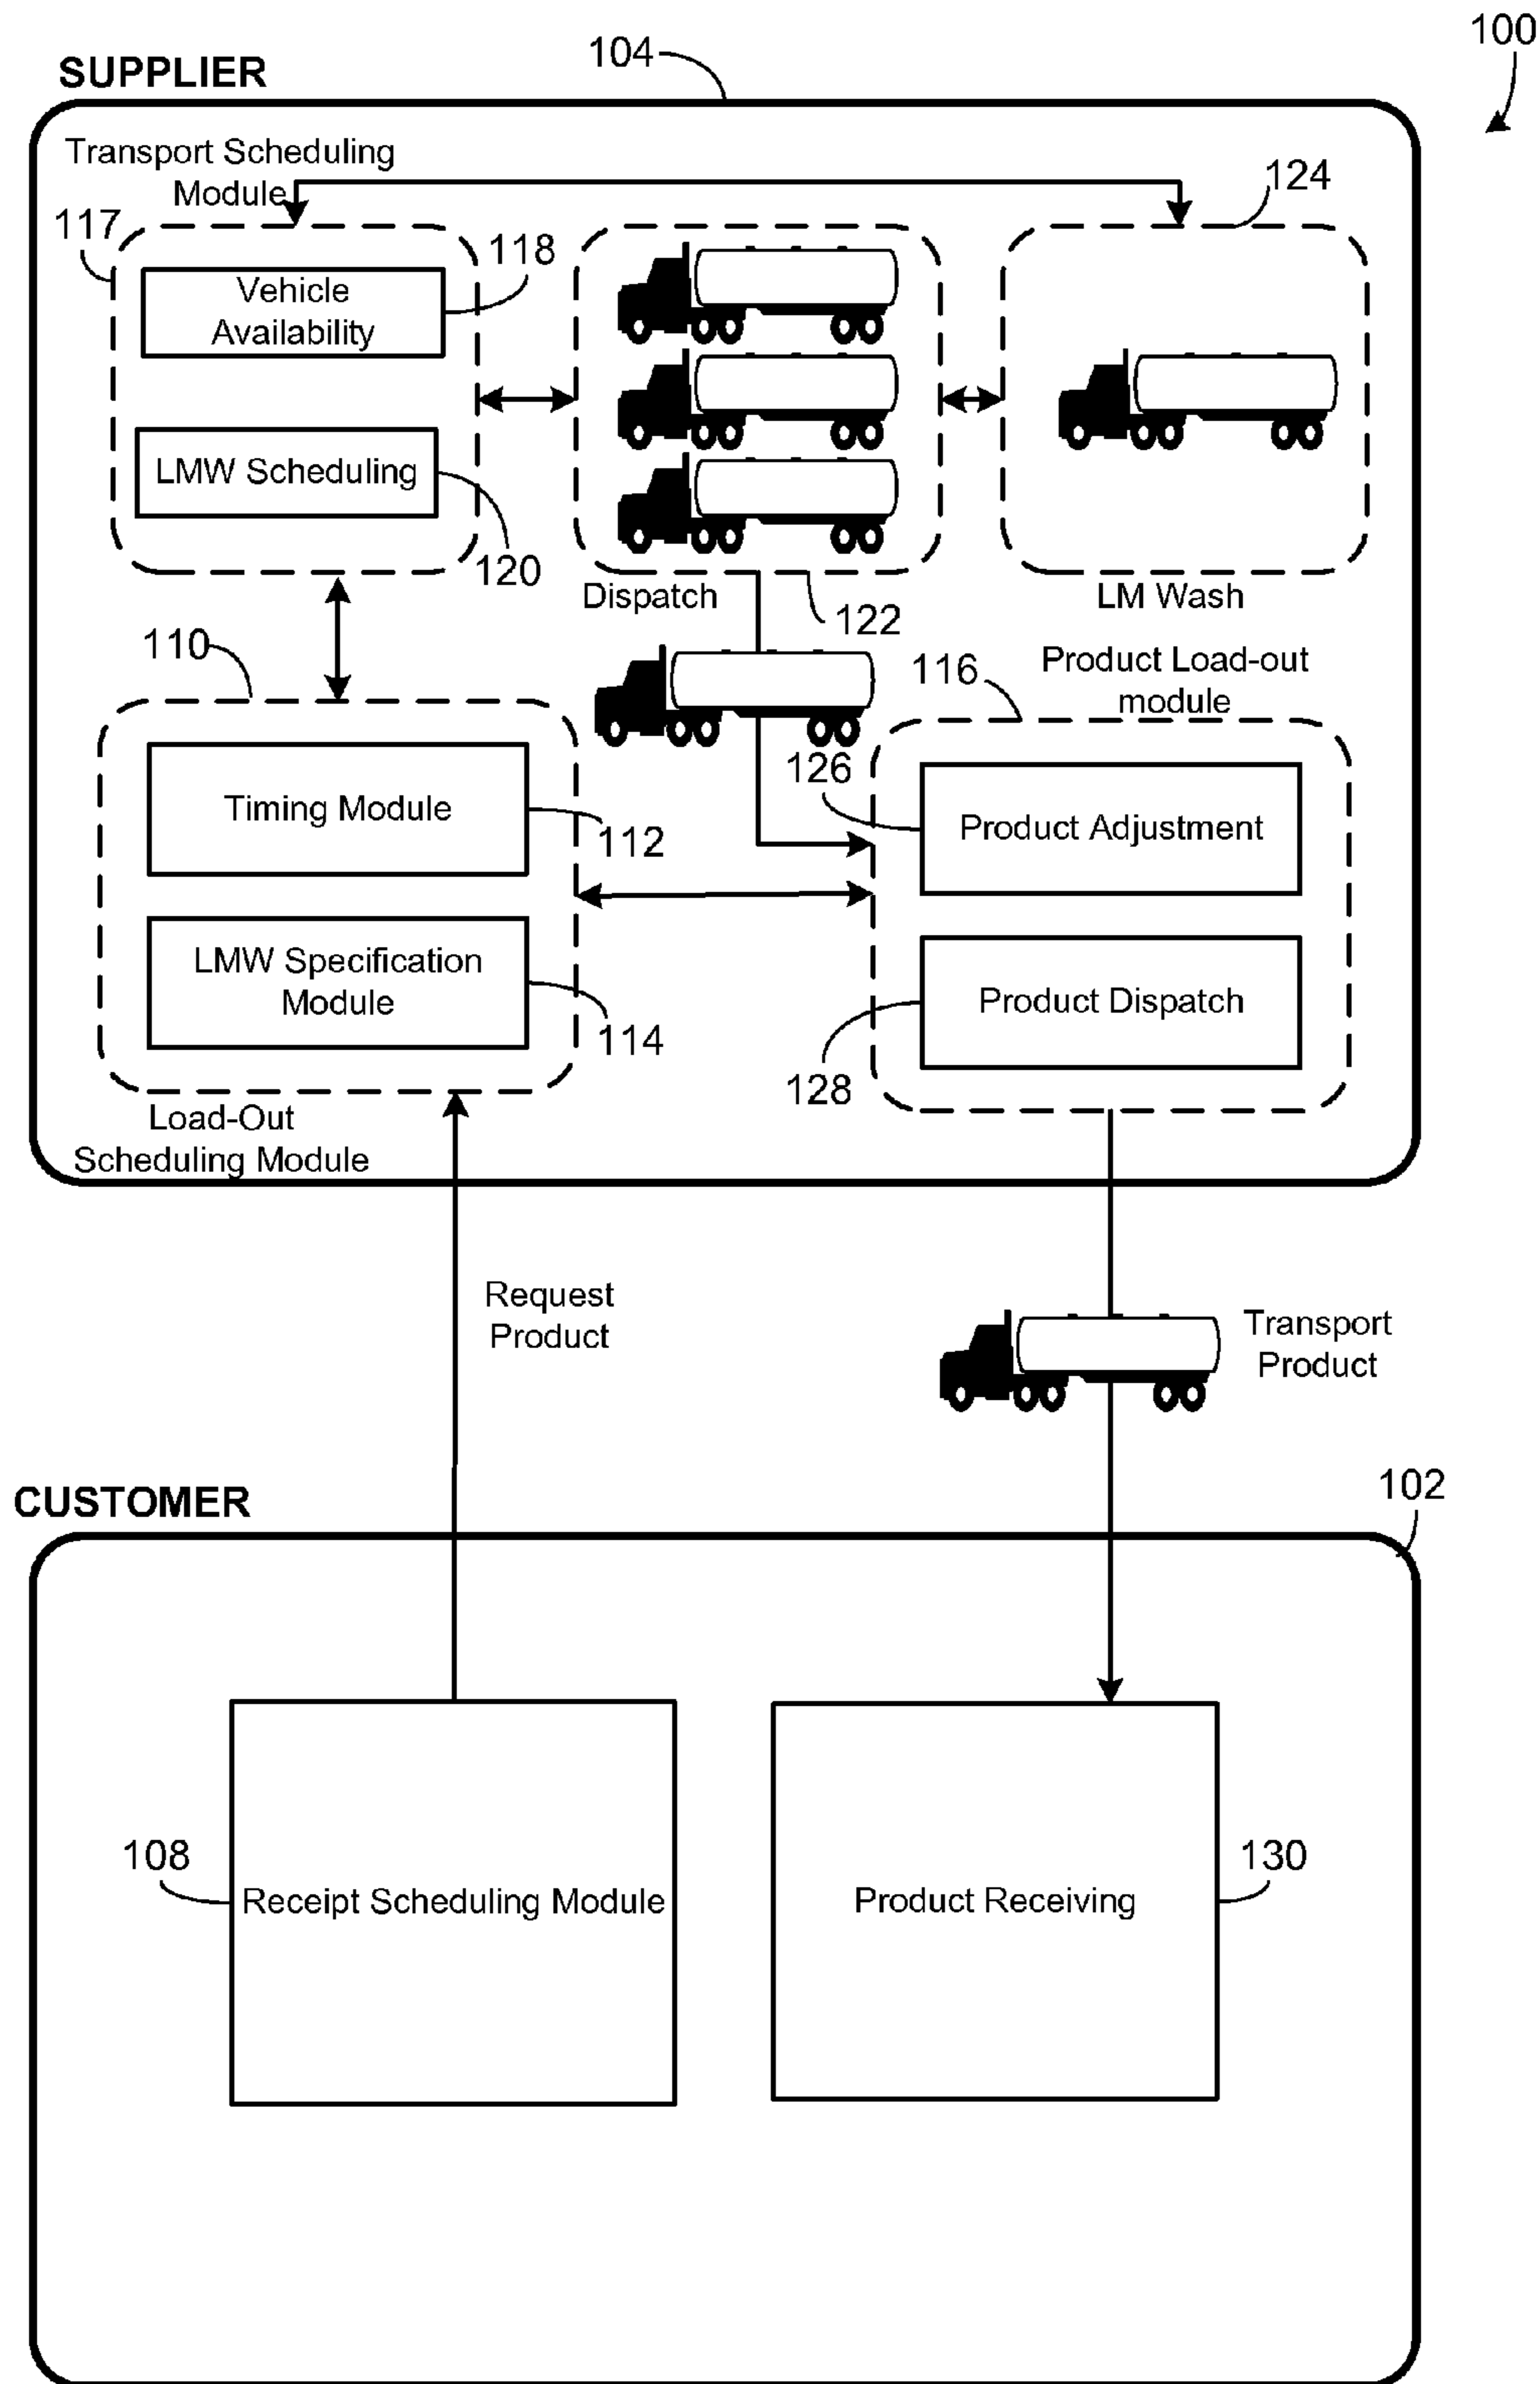 100
104
SUPPLIER
Transport Scheduling
Module
124
117
118
Vehicle
Availability
LMW Scheduling
120
Dispatch
122
LM Wash
110
116
Product Load-out
module
126
Timing Module
112
Product Adjustment
LMW Specification
Module
114
Product Dispatch
128
Load-Out
Scheduling Module
Request
Product
Transport
Product
CUSTOMER
102
108
Receipt Scheduling Module
Product Receiving
130